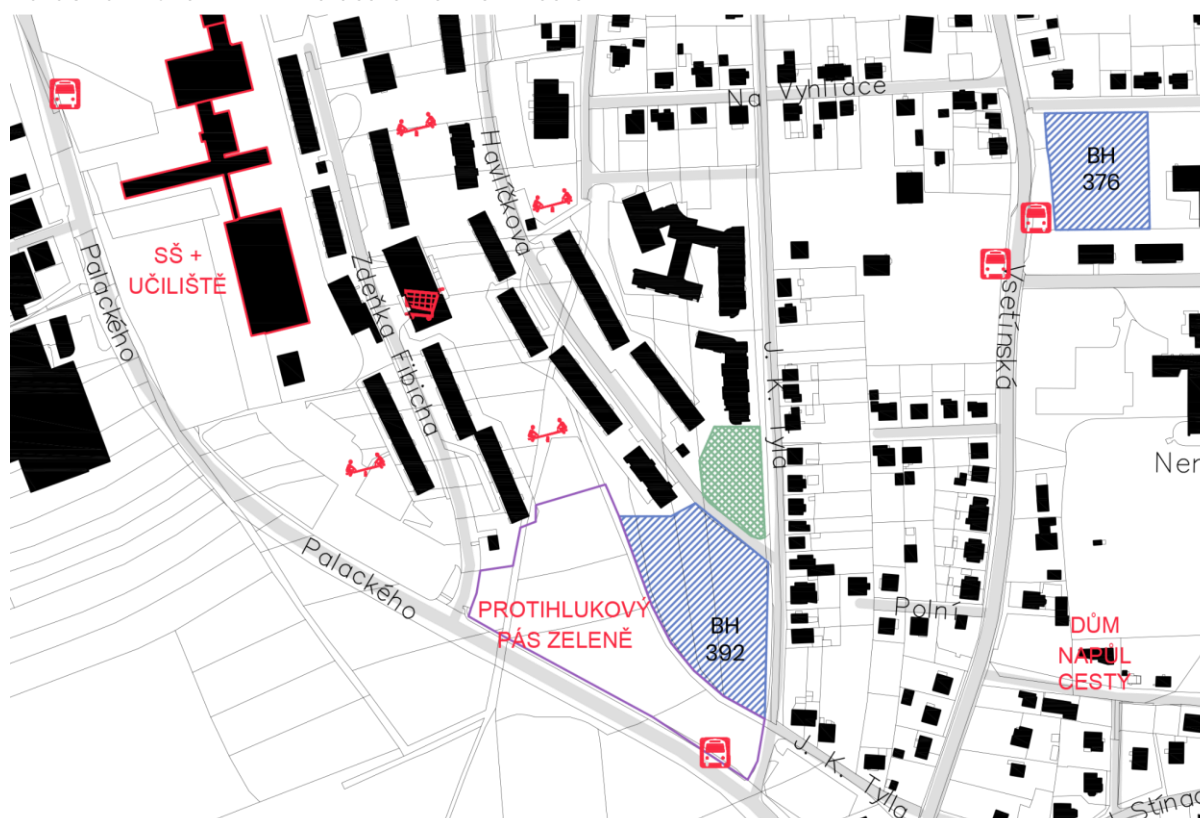 Na Vyhlídce
BH
376
Havlíčkova
SŠ +
UČILIŠTĚ
Palackého
Zdeňka Fibicha
Vsetínská
J. K. Tyla
Palackého
PROTIHLUKOVÝ
PÁS ZELENĚ
BH
392
Polní
DŮM
NAPŮL
CESTY
J. K. Tylla